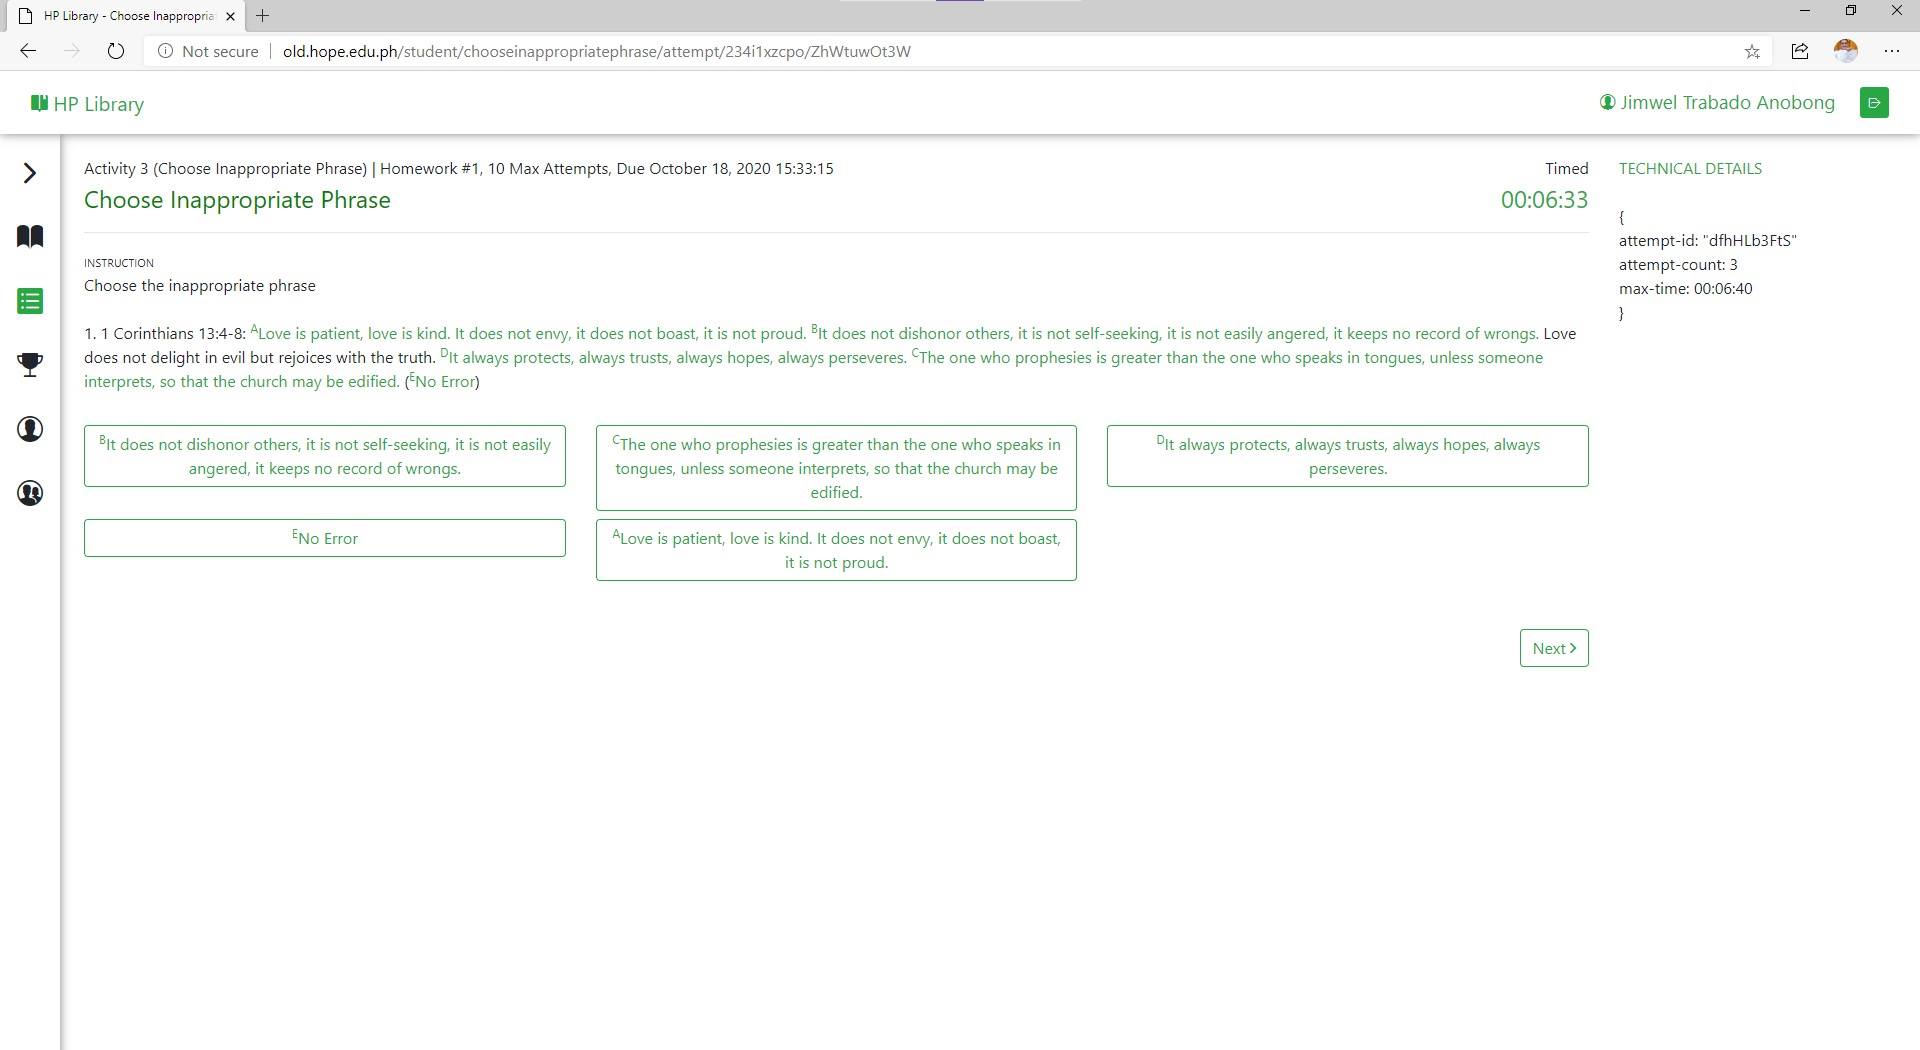 HP Library - Choose Inappropria
Not secure
old.hope.edu.ph/student/chooseinappropriatephrase/attempt/234i1xzcpo/ZhWtuwOt3W
HP Library
Jimwel Trabado Anobong
Activity 3 (Choose Inappropriate Phrase) | Homework #1, 10 Max Attempts, Due October 18, 2020 15:33:15
Timed
Choose Inappropriate Phrase
00:06:33
INSTRUCTION
Choose the inappropriate phrase
1. 1 Corinthians 13:4-8: ALove is patient, love is kind. It does not envy, it does not boast, it is not proud. BIt does not dishonor others, it is not self-seeking, it is not easily angered, it keeps no record of wrongs. Love
does not delight in evil but rejoices with the truth. DIt always protects, always trusts, always hopes, always perseveres. CThe one who prophesies is greater than the one who speaks in tongues, unless someone
interprets, so that the church may be edified. (ENo Error)
BIt does not dishonor others, it is not self-seeking, it is not easily
angered, it keeps no record of wrongs.
CThe one who prophesies is greater than the one who speaks in
tongues, unless someone interprets, so that the church may be
edified.
DIt always protects, always trusts, always hopes, always
perseveres.
ENo Error
ALove is patient, love is kind. It does not envy, it does not boast,
it is not proud.
Next
TECHNICAL DETAILS
{
attempt-id: "dfhHLb3FtS"
attempt-count: 3
max-time: 00:06:40
}